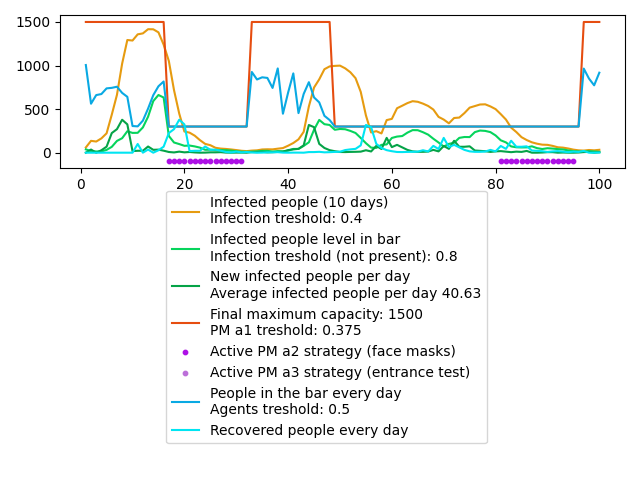 1500
1000
500
0
0 20 40 60 80 100
Infected people (10 days)
Infection treshold: 0.4
Infected people level in bar
Infection treshold (not present): 0.8
New infected people per day
Average infected people per day 40.63
Final maximum capacity: 1500
PM a1 treshold: 0.375
Active PM a2 strategy (face masks)
Active PM a3 strategy (entrance test)
People in the bar every day
Agents treshold: 0.5
Recovered people every day